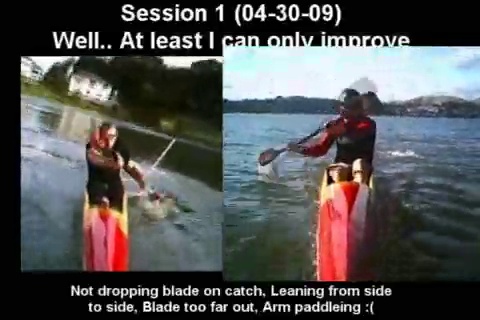 Session 1 (04-30-09)
Well.. At least I can only improve
Not dropping blade on catch, Leaning from side
to side, Blade too far out, Arm paddleing :(